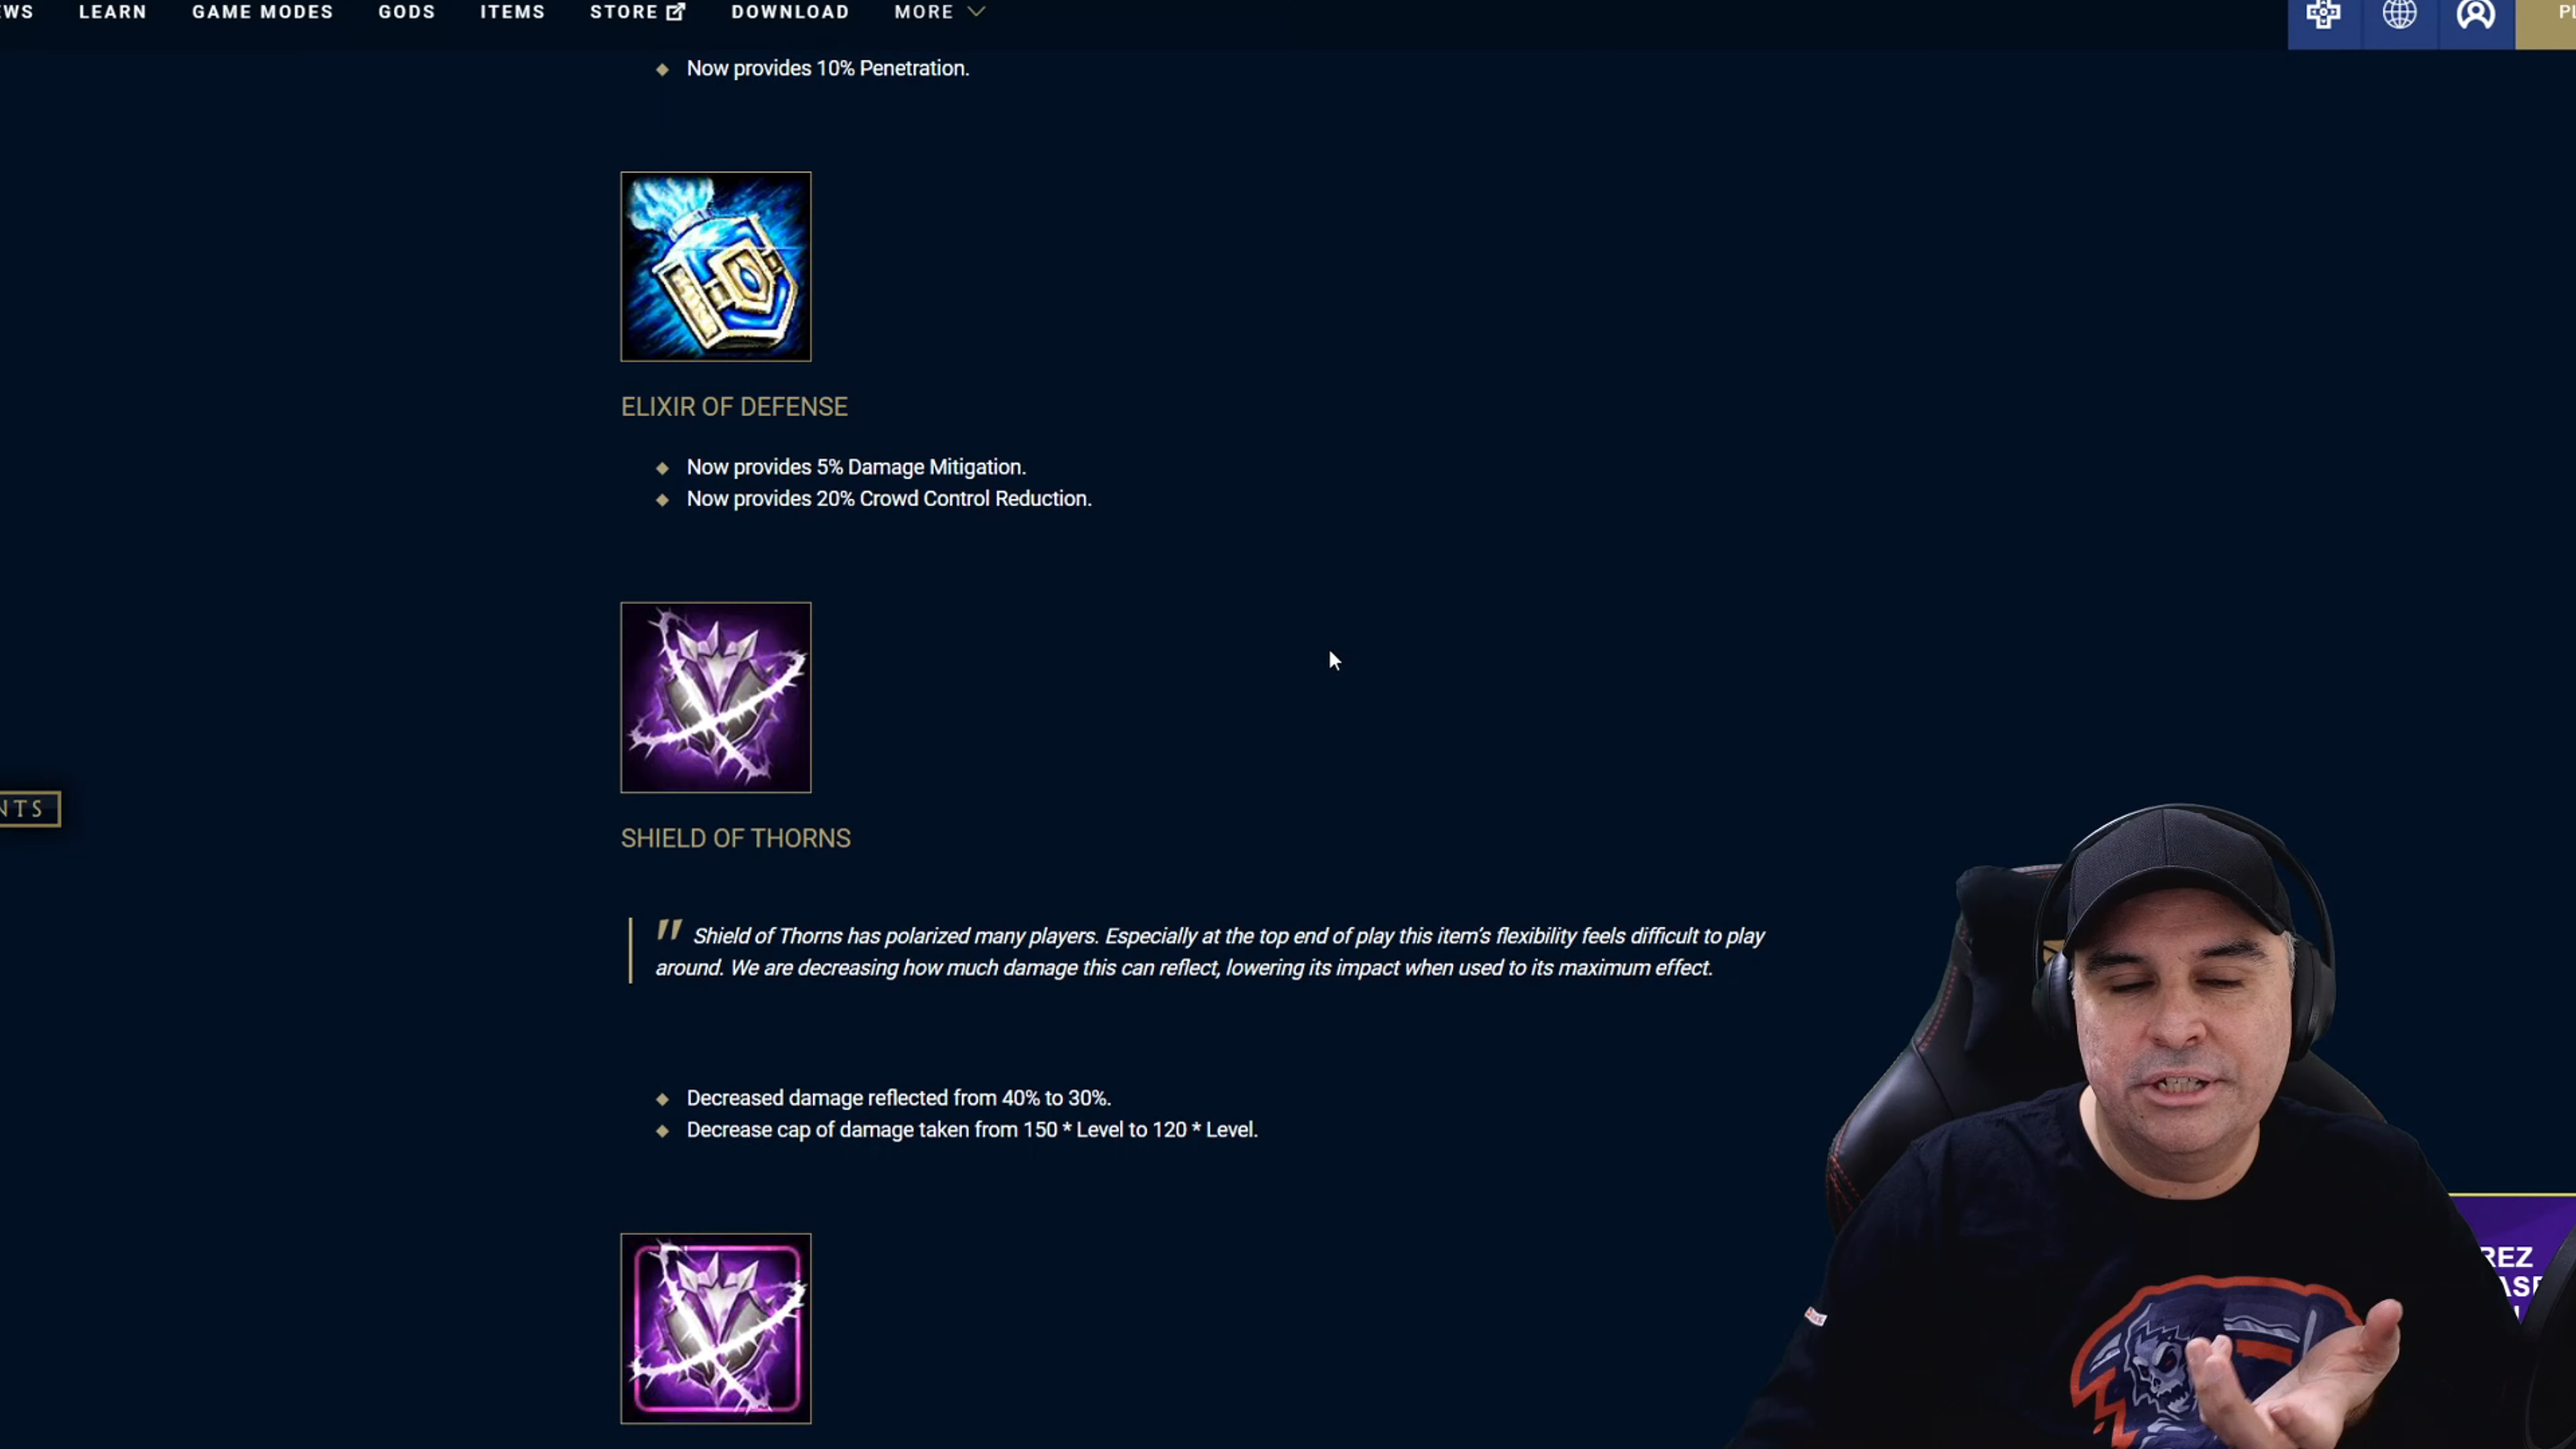 LEARN GAME MODES GODS ITEMS STORE DOWNLOAD MORE
Now provides 10% Penetration.
ELIXIR OF DEFENSE
Now provides 5% Damage Mitigation.
Now provides 20% Crowd Control Reduction.
SHIELD OF THORNS
" Shield of Thorns has polarized many players. Especially at the top end of play this item's flexibility feels difficult to play
around. We are decreasing how much damage this can reflect, lowering its impact when used to its maximum effect.
Decreased damage reflected from 40% to 30%.
Decrease cap of damage taken from 150 * Level to 120 * Level.